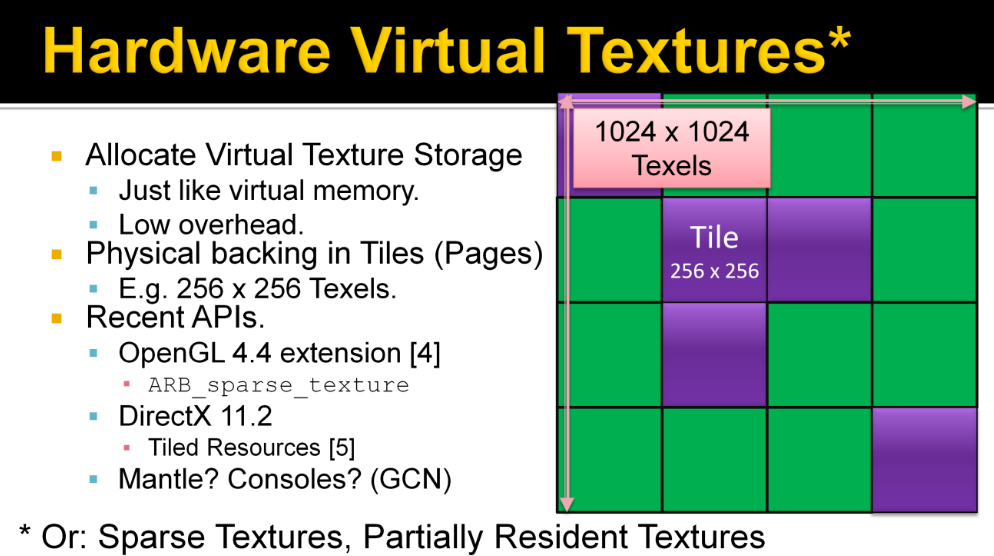 Hardware Virtual Textures*
Allocate Virtual Texture Storage
Just like virtual memory.
Low overhead.
Physical backing in Tiles (Pages)
E.g. 256 x 256 Texels.
Recent APIs.
OpenGL 4.4 extension [4]
ARB_sparse_texture
DirectX 11.2
Tiled Resources [5]
Mantle? Consoles? (GCN)
1024 x 1024
Texels
Tile
256 x 256
* Or: Sparse Textures, Partially Resident Textures